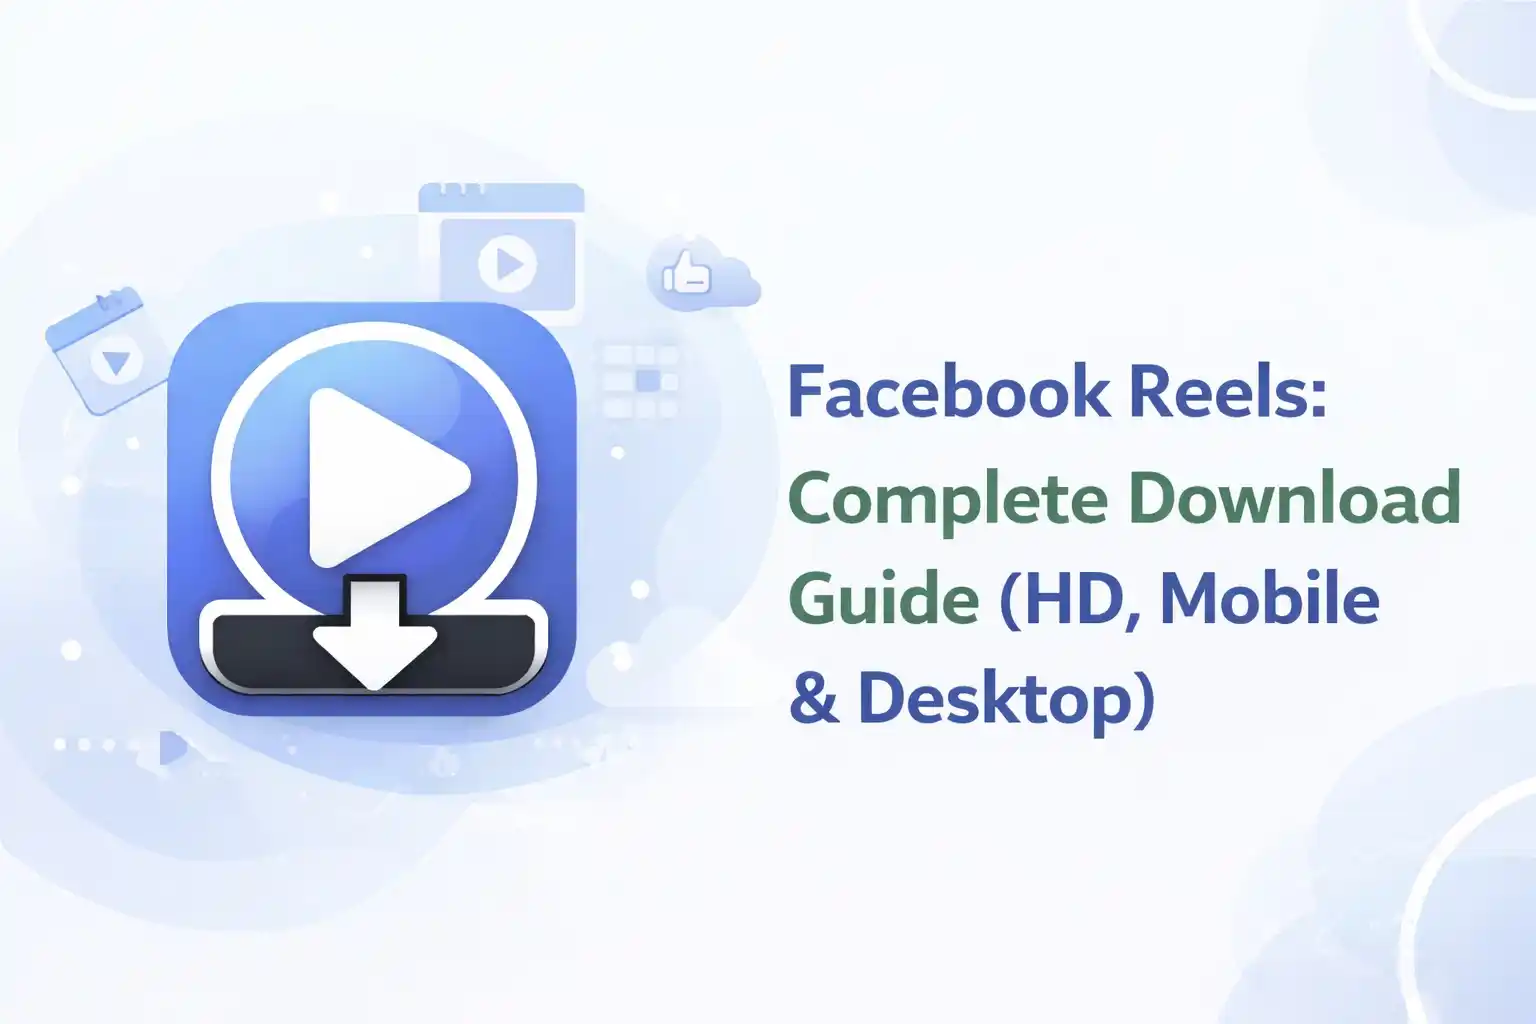 Facebook Reels:
Complete Download
Guide (HD, Mobile
& Desktop)